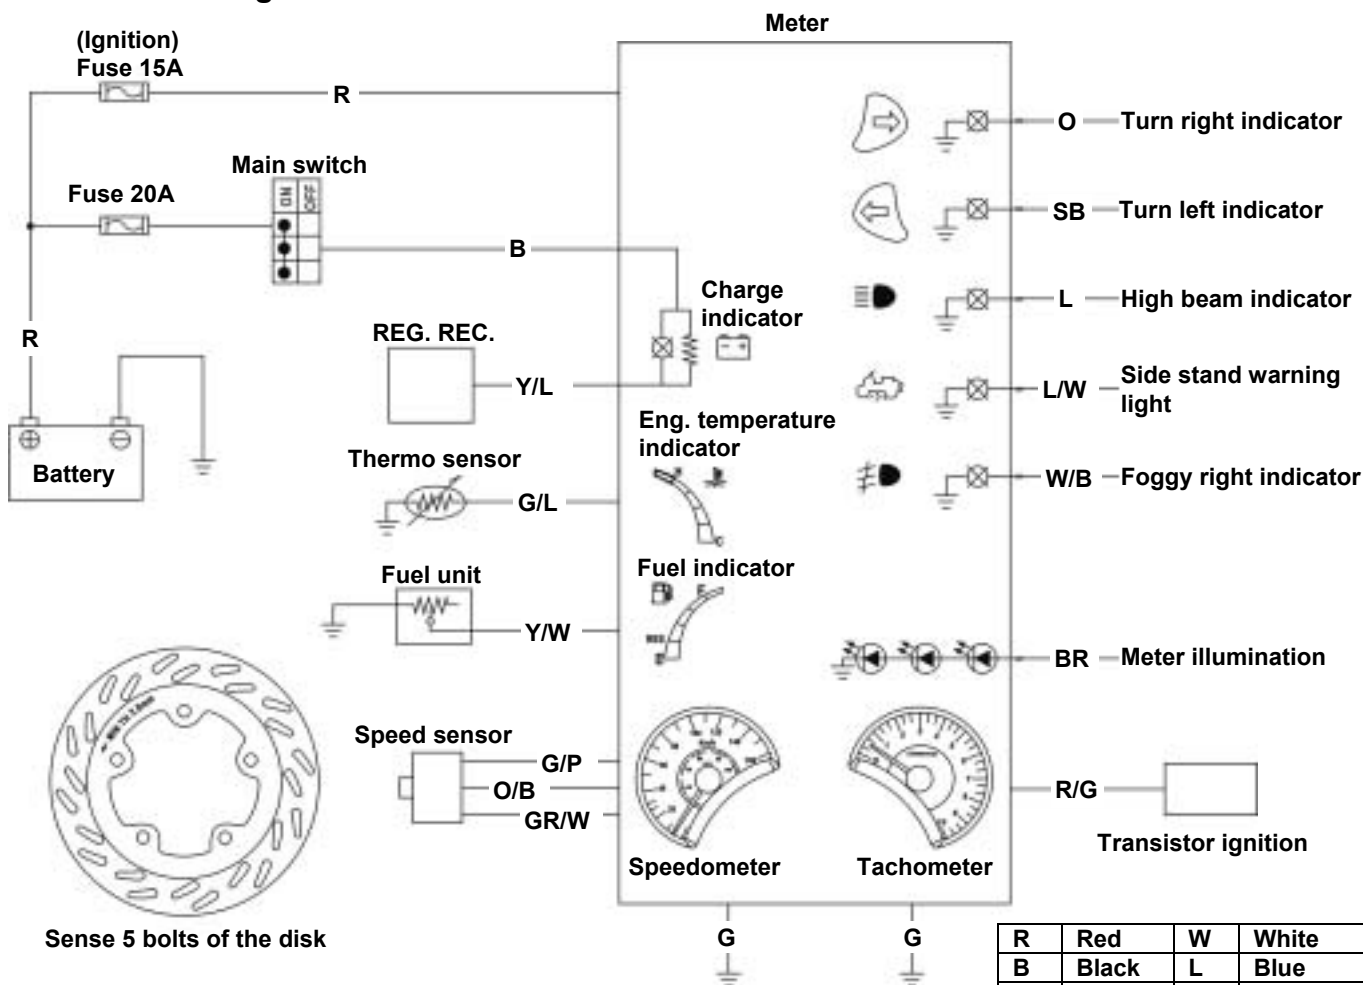 Meter
(Ignition)
Fuse 15A
R
Main switch
Fuse 20A
ON
OFF
B
R
Battery
REG. REC.
Y/L
Charge
indicator
Thermo sensor
G/L
Eng. temperature
indicator
C
Fuel unit
Y/W
Fuel indicator
F
E
Speed sensor
G/P
O/B
GR/W
Speedometer
Tachometer
O
Turn right indicator
SB
Turn left indicator
L
High beam indicator
L/W
Side stand warning
light
W/B
Foggy right indicator
BR
Meter illumination
R/G
Transistor ignition
Sense 5 bolts of the disk
G
G
R Red W White
B Black L Blue